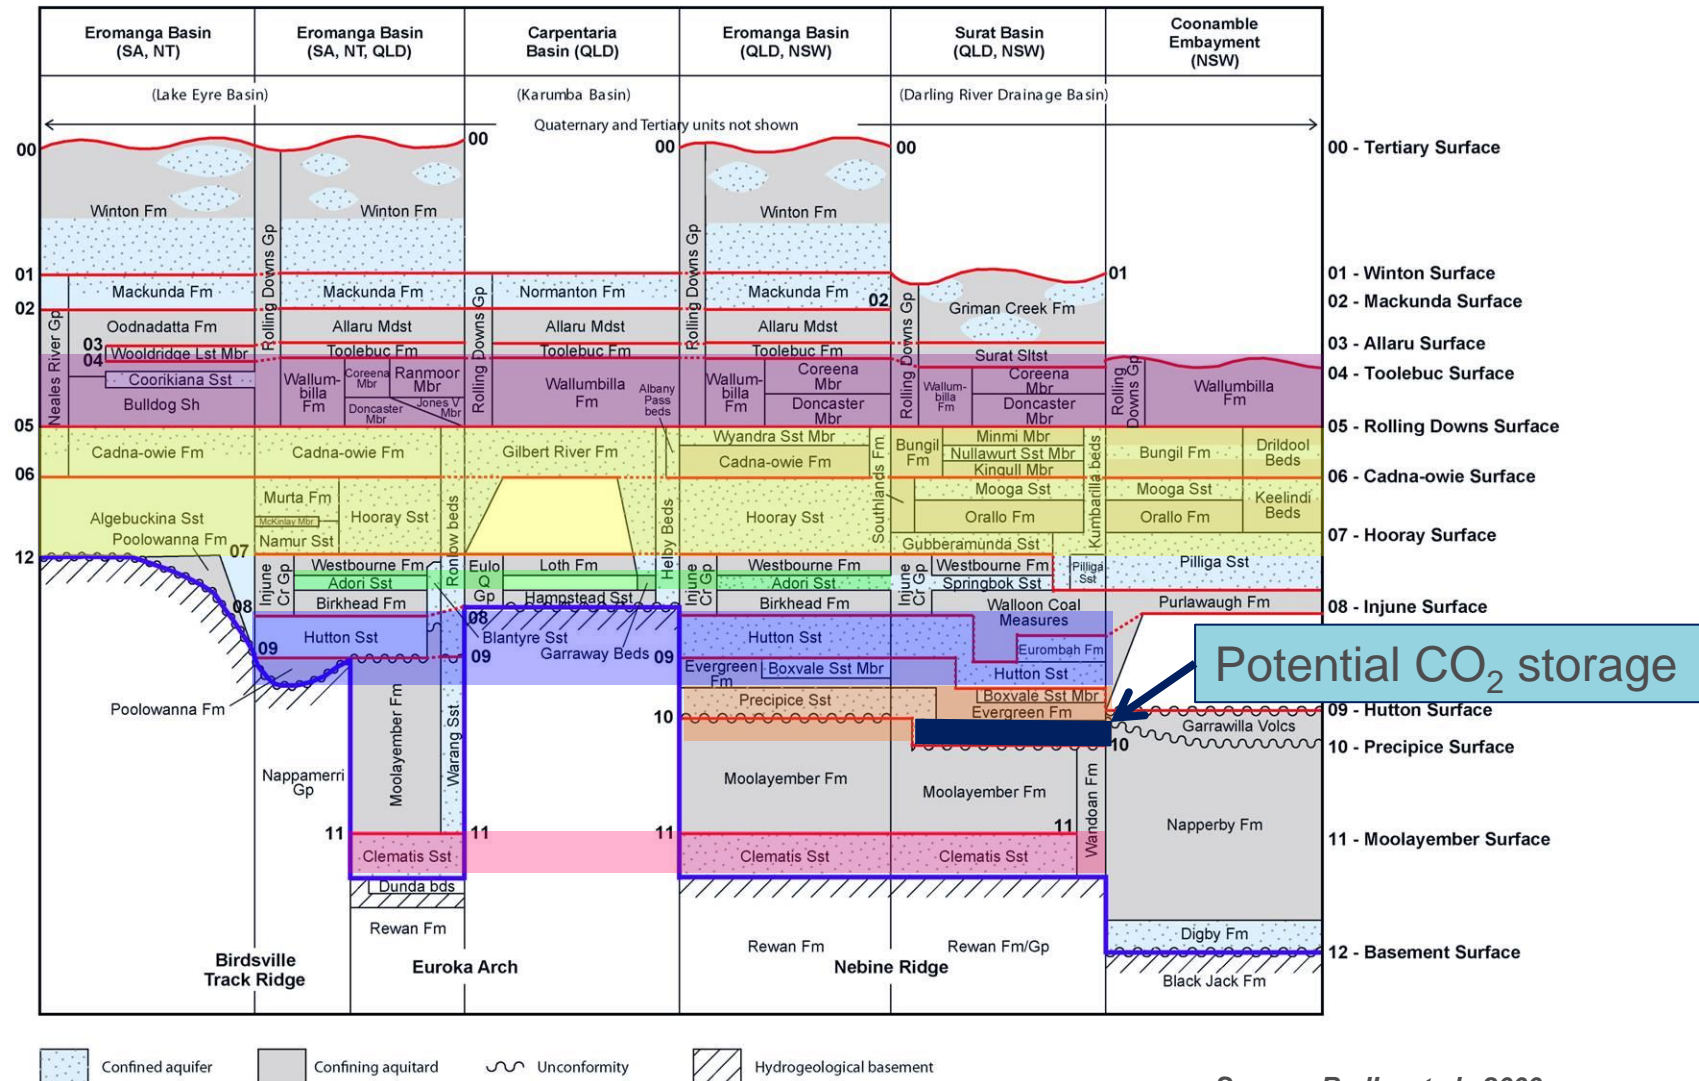 Eromanga Basin
(SA, NT)
Eromanga Basin
(SA, NT, QLD)
Carpentaria
Basin (QLD)
Eromanga Basin
(QLD, NSW)
Surat Basin
(QLD, NSW)
Coonamble
Embayment
(NSW)
(Lake Eyre Basin)
(Karumba Basin)
(Darling River Drainage Basin)
Quaternary and Tertiary units not shown
00
00
00
00
00 - Tertiary Surface
Winton Fm
Winton Fm
Winton Fm
Rolling Downs Gp
Rolling Downs Gp
01
01
01 - Winton Surface
Mackunda Fm
Mackunda Fm
Normanton Fm
Mackunda Fm
02
02
02 - Mackunda Surface
Griman Creek Fm
Neales River Gp
Rolling Downs Gp
Rolling Downs Gp
Oodnadatta Fm
Allaru Mdst
Allaru Mdst
Allaru Mdst
03
03 - Allaru Surface
Wooldridge Lst Mbr
Toolebuc Fm
Toolebuc Fm
Toolebuc Fm
Surat Sltst
04
04 - Toolebuc Surface
Coorikiana Sst
Bulldog Sh
Wallum-
billa
Fm
Coreena
Mbr
Ranmoor
Mbr
Doncaster
Mbr
Jones V
Mbr
Wallumbilla
Fm
Albany
Pass
beds
Wallum-
billa
Fm
Coreena
Mbr
Doncaster
Mbr
Wallum-
billa
Fm
Coreena
Mbr
Doncaster
Mbr
Rolling
Downs Gp
Wallumbilla
Fm
05
05 - Rolling Downs Surface
Cadna-owie Fm
Cadna-owie Fm
Gilbert River Fm
Wyandra Sst Mbr
Cadna-owie Fm
Southlands Fm
Bungil
Fm
Minmi Mbr
Nullawurt Sst Mbr
Kingull Mbr
Kumbarilla beds
Bungil Fm
Drildool
Beds
06
06 - Cadna-owie Surface
Algebuckina Sst
Poolowanna Fm
Murta Fm
McKinlay Mbr
Namur Sst
Hooray Sst
Ronlow beds
Helby Beds
Hooray Sst
Mooga Sst
Orallo Fm
Gubberamunda Sst
Mooga Sst
Orallo Fm
Keelindi
Beds
07
07 - Hooray Surface
12
Injune
Cr Gp
Westbourne Fm
Adori Sst
Birkhead Fm
Eulo
Q
Gp
Loth Fm
Hampstead Sst
Injune
Cr Gp
Westbourne Fm
Adori Sst
Birkhead Fm
Injune
Cr Gp
Westbourne Fm
Springbok Sst
Walloon Coal
Measures
Pilliga
Sst
Pilliga Sst
Purlawaugh Fm
08
08
08 - Injune Surface
Hutton Sst
Blantyre Sst
Garraway Beds
Hutton Sst
Eurombah Fm
Hutton Sst
09
09
09
Potential CO₂ storage
Evergreen
Fm
Boxvale Sst Mbr
Precipice Sst
Boxvale Sst Mbr
Evergreen Fm
09 - Hutton Surface
Poolowanna Fm
Garrawilla Volcs
10
10
10 - Precipice Surface
Nappamerri
Gp
Moolayember Fm
Warang Sst
Moolayember Fm
Moolayember Fm
Wandoan Fm
Napperby Fm
11
11
11
11
11 - Moolayember Surface
Clematis Sst
Clematis Sst
Clematis Sst
Dunda bds
Rewan Fm
Rewan Fm
Rewan Fm/Gp
Digby Fm
12 - Basement Surface
Black Jack Fm
Birdsville
Track Ridge
Euroka Arch
Nebine Ridge
Confined aquifer
Confining aquitard
Unconformity
Hydrogeological basement